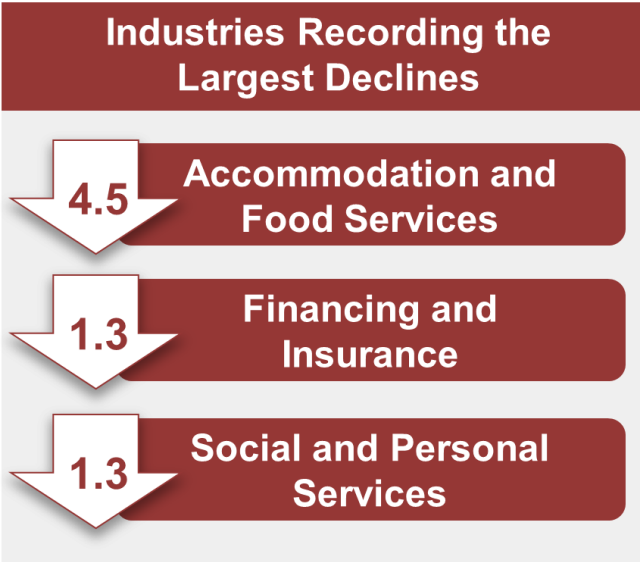 Industries Recording the
Largest Declines
4.5
Accommodation and
Food Services
1.3
Financing and
Insurance
1.3
Social and Personal
Services